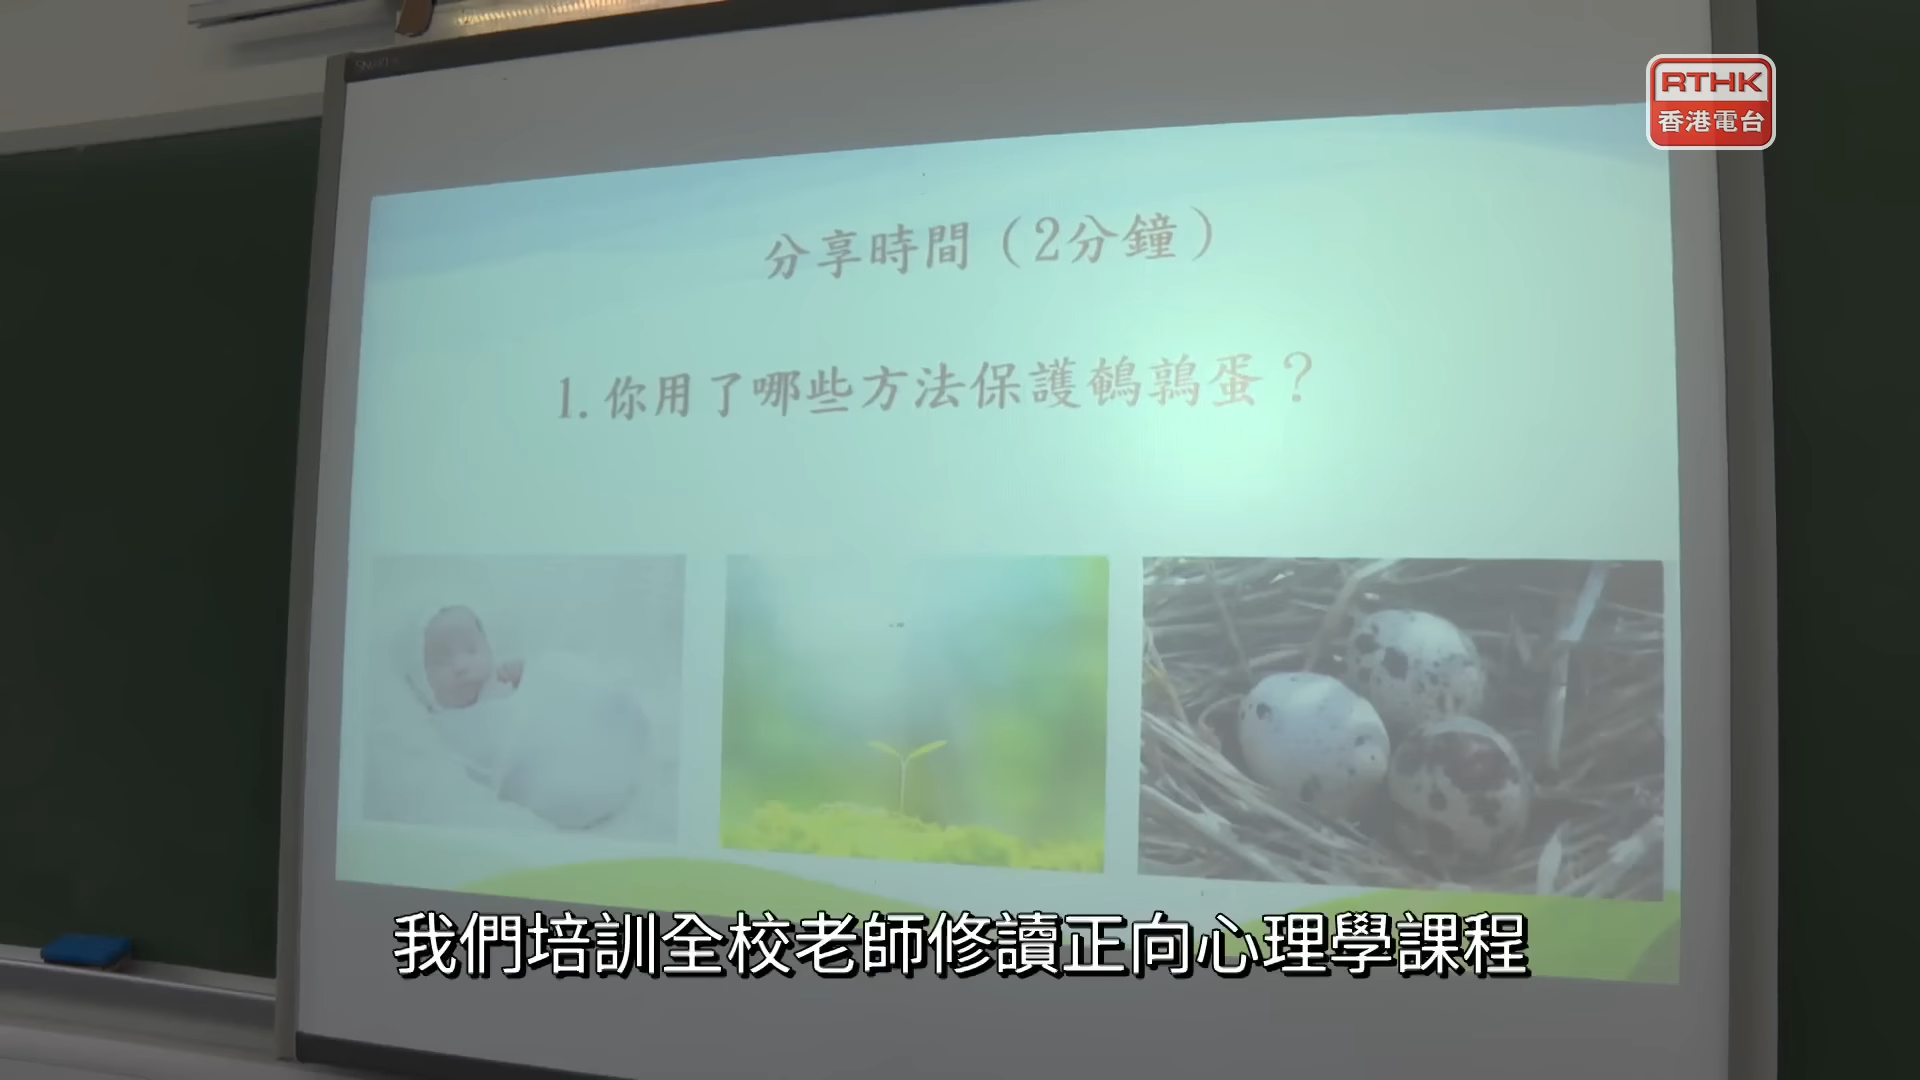 RTHK
香港電台
分享時間（2分鐘）
1.你用了哪些方法保護鵪鶉蛋？
我們培訓全校老師修讀正向心理學課程